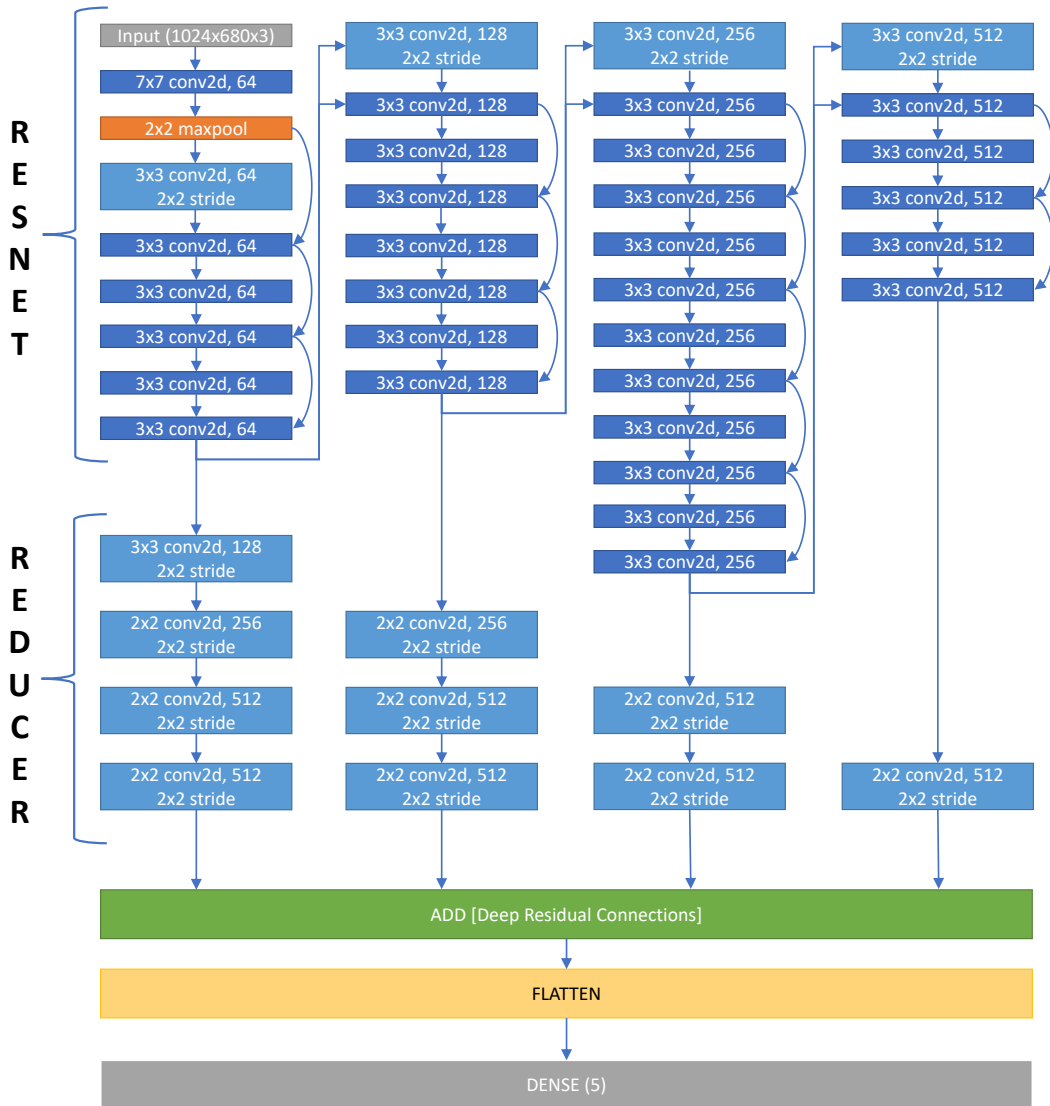 RESNET
Input (1024x680x3)
7x7 conv2d, 64
2x2 maxpool
3x3 conv2d, 64
2x2 stride
3x3 conv2d, 64
3x3 conv2d, 64
3x3 conv2d, 64
3x3 conv2d, 64
3x3 conv2d, 64
3x3 conv2d, 128
2x2 stride
3x3 conv2d, 128
3x3 conv2d, 128
3x3 conv2d, 128
3x3 conv2d, 128
3x3 conv2d, 128
3x3 conv2d, 128
3x3 conv2d, 128
3x3 conv2d, 256
2x2 stride
3x3 conv2d, 256
3x3 conv2d, 256
3x3 conv2d, 256
3x3 conv2d, 256
3x3 conv2d, 256
3x3 conv2d, 256
3x3 conv2d, 256
3x3 conv2d, 256
3x3 conv2d, 256
3x3 conv2d, 256
3x3 conv2d, 256
3x3 conv2d, 512
2x2 stride
3x3 conv2d, 512
3x3 conv2d, 512
3x3 conv2d, 512
3x3 conv2d, 512
3x3 conv2d, 512
REDUCER
3x3 conv2d, 128
2x2 stride
2x2 conv2d, 256
2x2 stride
2x2 conv2d, 512
2x2 stride
2x2 conv2d, 512
2x2 stride
2x2 conv2d, 256
2x2 stride
2x2 conv2d, 512
2x2 stride
2x2 conv2d, 512
2x2 stride
2x2 conv2d, 512
2x2 stride
2x2 conv2d, 512
2x2 stride
2x2 conv2d, 512
2x2 stride
ADD [Deep Residual Connections]
FLATTEN
DENSE (5)